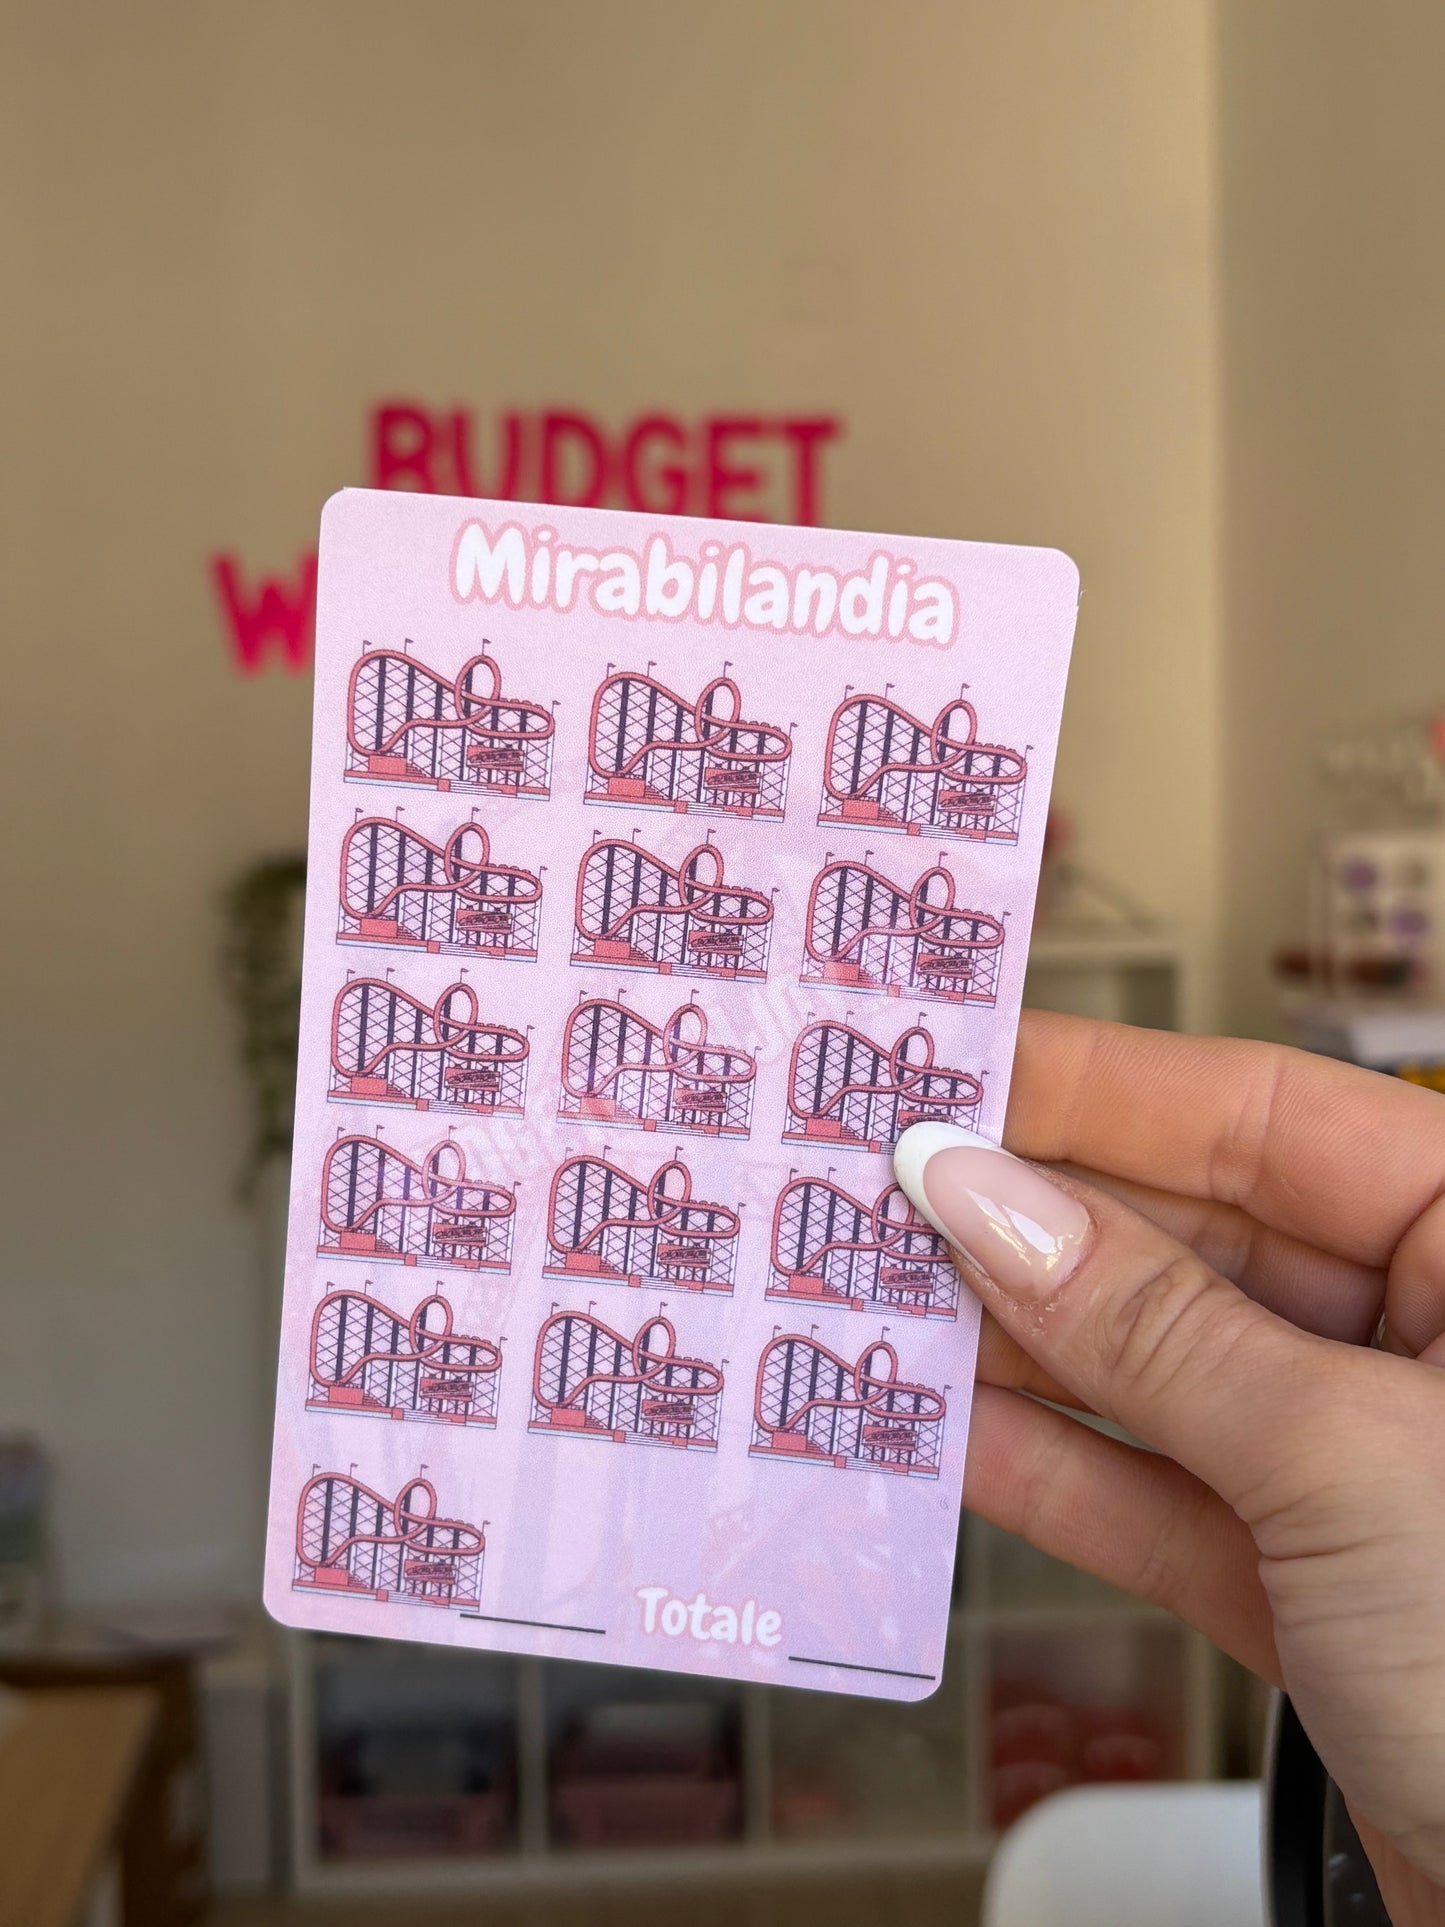 BUDGET
W
Mirabilandia
Totale